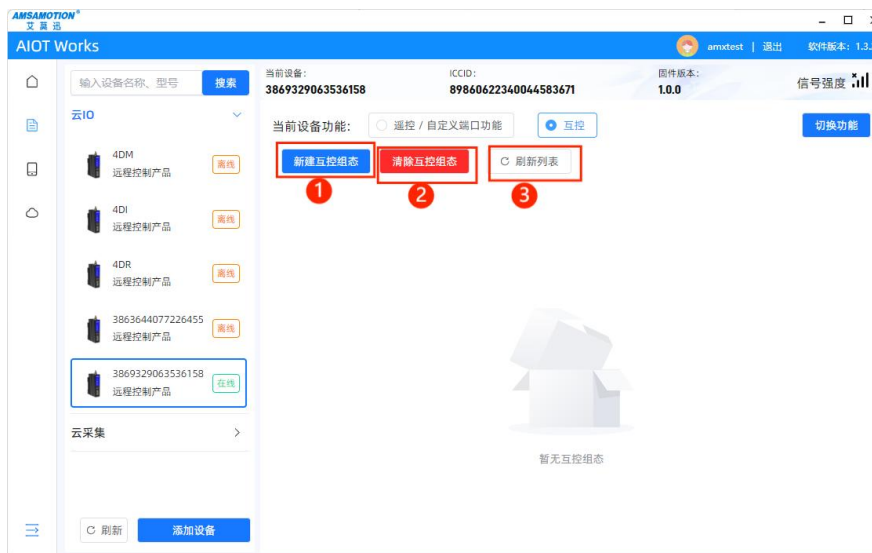 AMSAMOTION®
艾莫迅
AIOT Works
amxtest | 退出 软件版本: 1.3.
输入设备名称、型号 搜索
当前设备: ICCID: 固件版本:
3869329063536158 89860622340044583671 1.0.0 信号强度
云IO
当前设备功能: 遥控 / 自定义端口功能 互控 切换功能
新建互控组态 清除互控组态 刷新列表
1 2 3
4DM
远程控制产品 离线
4DI
远程控制产品 离线
4DR
远程控制产品 离线
3863644077226455
远程控制产品 离线
3869329063536158
远程控制产品 在线
云采集
暂无互控组态
刷新 添加设备